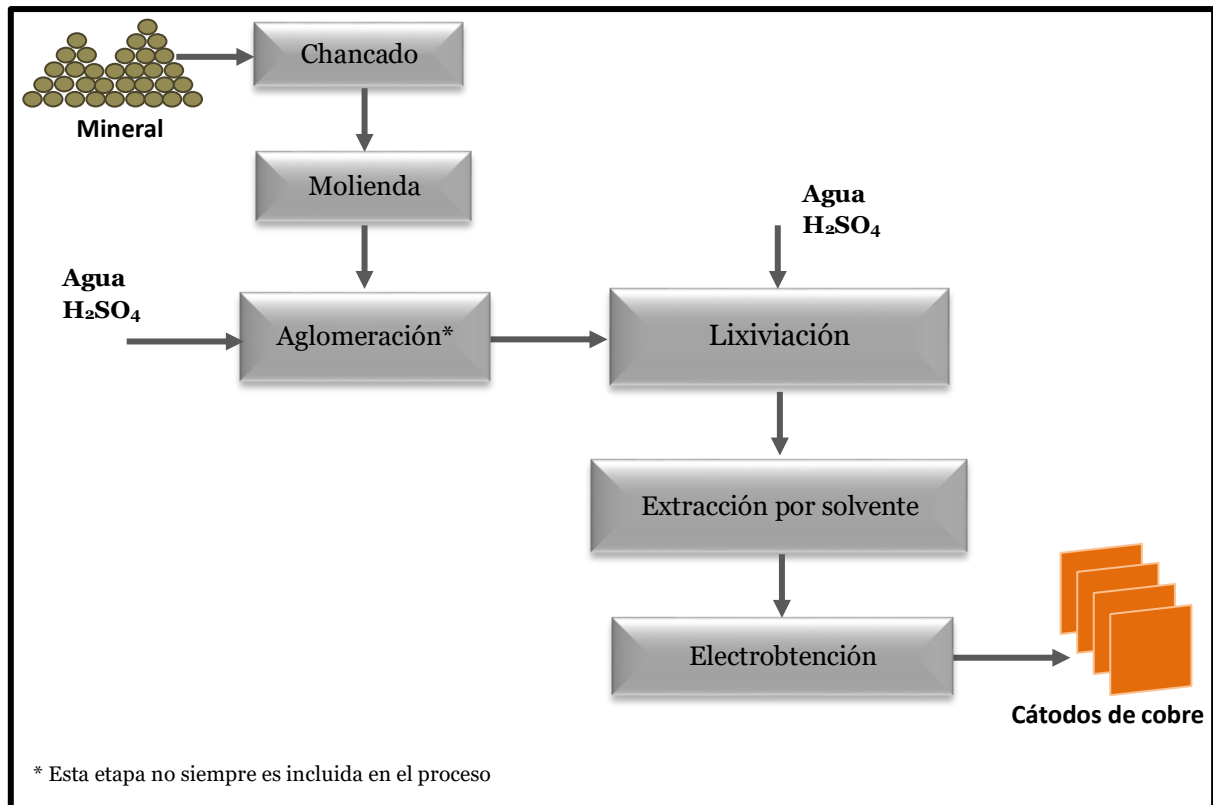 Chancado
Mineral
Molienda
Agua
H₂SO₄
Agua
H₂SO₄
Aglomeración*
Lixiviación
Extracción por solvente
Electrobtención
Cátodos de cobre
* Esta etapa no siempre es incluida en el proceso